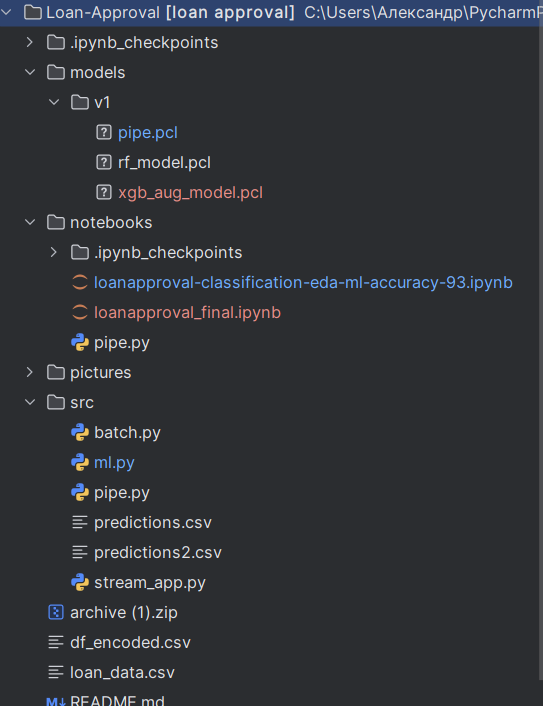 Loan-Approval [loan approval] C:\Users\Александр\PycharmP
.ipynb_checkpoints
models
v1
pipe.pcl
rf_model.pcl
xgb_aug_model.pcl
notebooks
.ipynb_checkpoints
loanapproval-classification-eda-ml-accuracy-93.ipynb
loanapproval_final.ipynb
pipe.py
pictures
src
batch.py
ml.py
pipe.py
predictions.csv
predictions2.csv
stream_app.py
archive (1).zip
df_encoded.csv
loan_data.csv
README.md